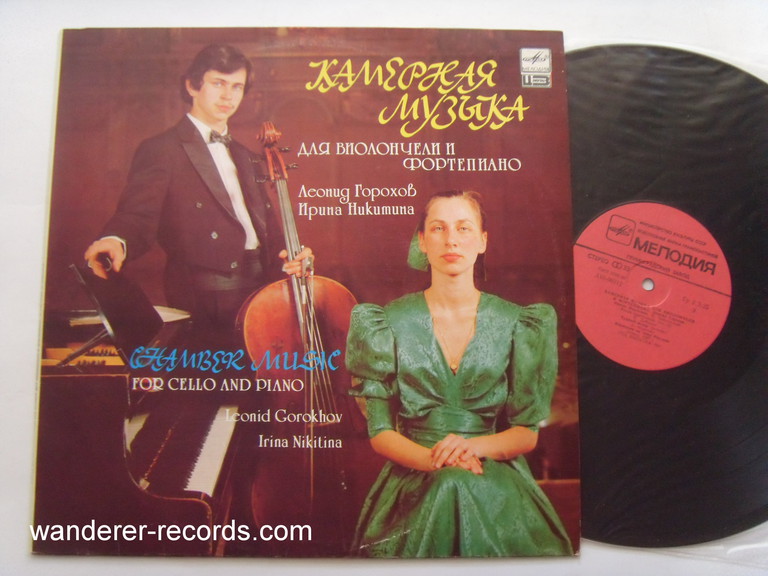 КАМЕРНАЯ
МУЗЫКА
ДЛЯ ВИОЛОНЧЕЛИ И
ФОРТЕПИАНО
Леонид Горохов
Ирина Никитина
CHAMBER MUSIC
FOR CELLO AND PIANO
Leonid Gorokhov
Irina Nikitina
МЕЛОДИЯ
wanderer-records.com